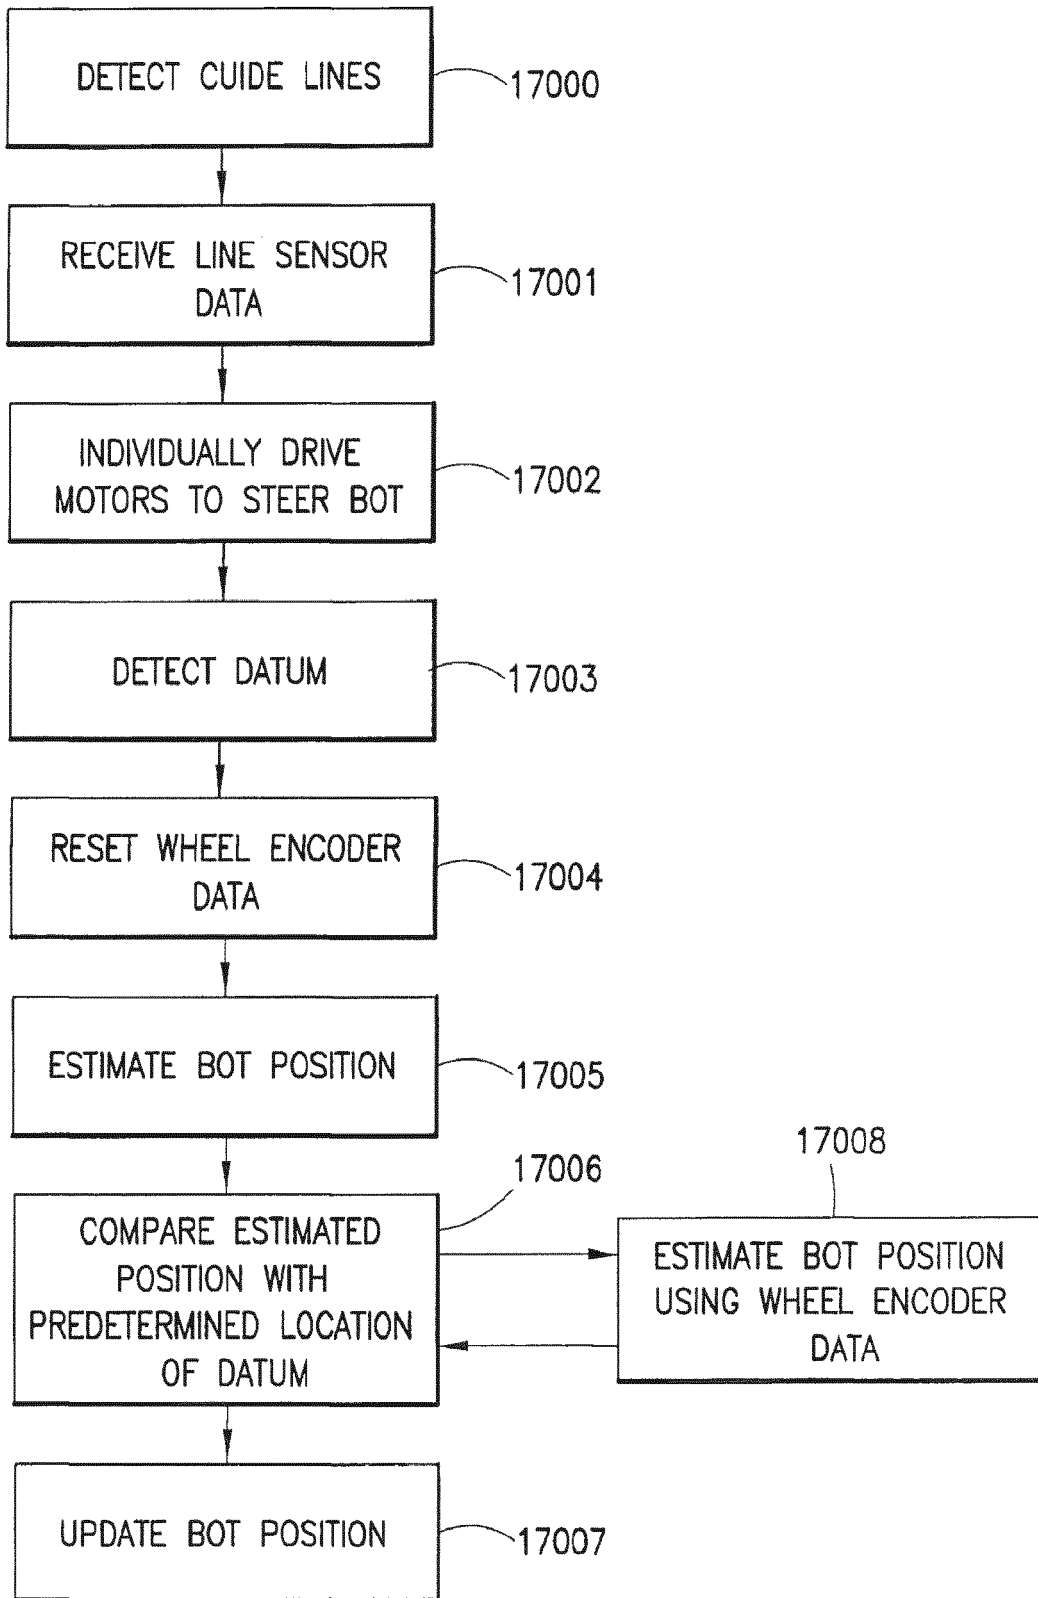 DETECT CUIDE LINES
17000
RECEIVE LINE SENSOR
DATA
17001
INDIVIDUALLY DRIVE
MOTORS TO STEER BOT
17002
DETECT DATUM
17003
RESET WHEEL ENCODER
DATA
17004
ESTIMATE BOT POSITION
17005
COMPARE ESTIMATED
POSITION WITH
PREDETERMINED LOCATION
OF DATUM
17006
ESTIMATE BOT POSITION
USING WHEEL ENCODER
DATA
17008
UPDATE BOT POSITION
17007